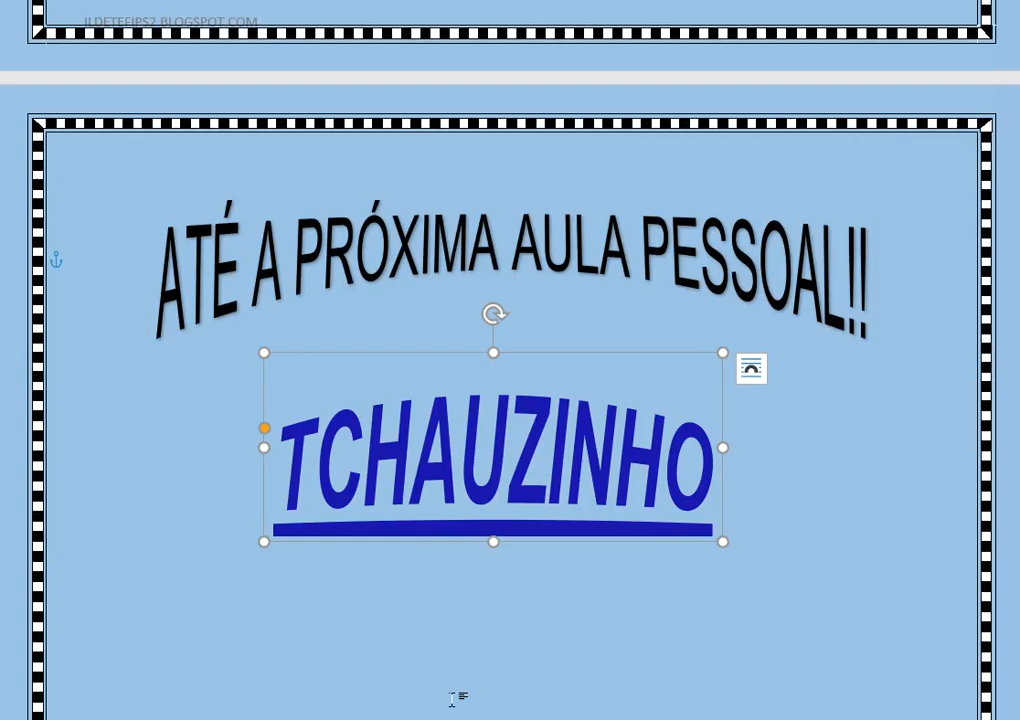 ILDETEFIPS2.BLOGSPOT.COM
ATÉ A PRÓXIMA AULA PESSOAL!!
TCHAUZINHO